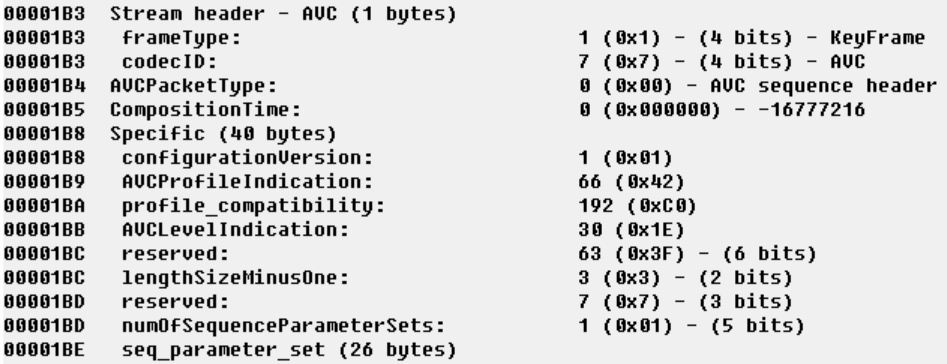 00001B3 Stream header - AVC (1 bytes)
00001B3 frameType: 1 (0x1) - (4 bits) - KeyFrame
00001B3 codecID: 7 (0x7) - (4 bits) - AVC
00001B4 AVCPacketType: 0 (0x00) - AVC sequence header
00001B5 CompositionTime: 0 (0x000000) - -16777216
00001B8 Specific (40 bytes)
00001B8 configurationVersion: 1 (0x01)
00001B9 AVCProfileIndication: 66 (0x42)
00001BA profile_compatibility: 192 (0xC0)
00001BB AVCLevelIndication: 30 (0x1E)
00001BC reserved: 63 (0x3F) - (6 bits)
00001BC lengthSizeMinusOne: 3 (0x3) - (2 bits)
00001BD reserved: 7 (0x7) - (3 bits)
00001BD numOfSequenceParameterSets: 1 (0x01) - (5 bits)
00001BE seq_parameter_set (26 bytes)